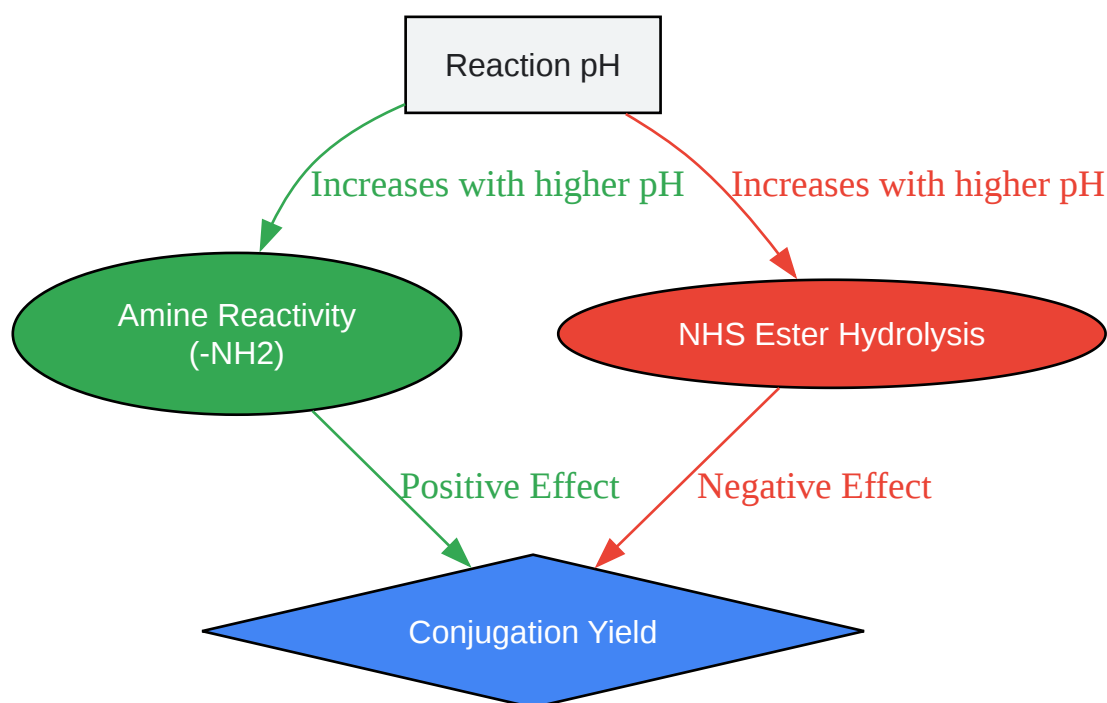 Reaction pH
Increases with higher pH
Increases with higher pH
Amine Reactivity
(-NH2)
NHS Ester Hydrolysis
Positive Effect
Negative Effect
Conjugation Yield